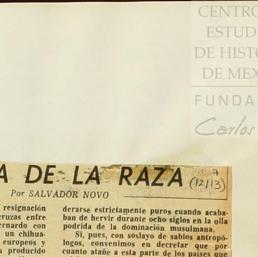 CENTRO
ESTUD
DE HISTO
DE MEX
FUNDA
Carlos
A DE LA RAZA (12/13)
Por SALVADOR NOVO
resignación
ruzas entre
ernardo con
un chihua-
europeos y
derarse estrictamente puros cuando acaba-
ban de hervir durante ocho siglos en la olla
podrida de la dominación musulmana.
Si, pues, con soslayo de sabios antropó-
logos, convenimos en decretar que por
cuanto atañe a esta parte de los países que